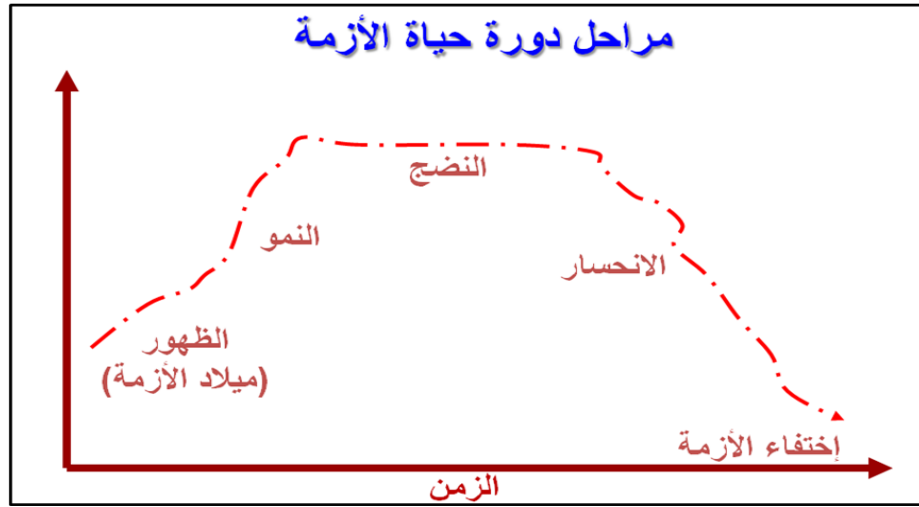 مراحل دورة حياة الأزمة
النضج
النمو
الانحسار
الظهور
(ميلاد الأزمة)
إختفاء الأزمة
الزمن